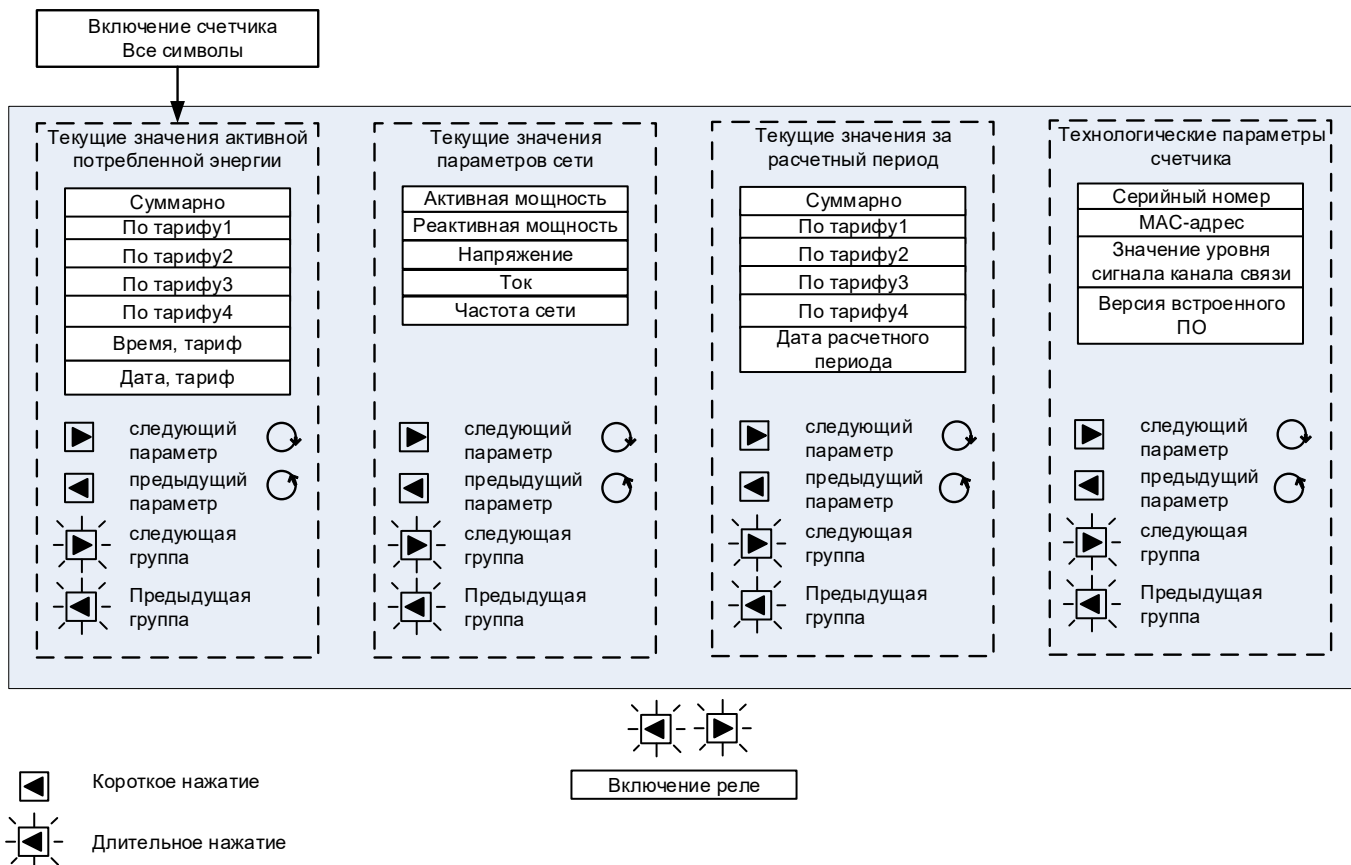 Включение счетчика
Все символы
Текущие значения активной
потребленной энергии
Суммарно
По тарифу1
По тарифу2
По тарифу3
По тарифу4
Время, тариф
Дата, тариф
следующий
параметр
предыдущий
параметр
следующая
группа
Предыдущая
группа
Текущие значения
параметров сети
Активная мощность
Реактивная мощность
Напряжение
Ток
Частота сети
следующий
параметр
предыдущий
параметр
следующая
группа
Предыдущая
группа
Текущие значения за
расчетный период
Суммарно
По тарифу1
По тарифу2
По тарифу3
По тарифу4
Дата расчетного
периода
следующий
параметр
предыдущий
параметр
следующая
группа
Предыдущая
группа
Технологические параметры
счетчика
Серийный номер
МАС-адрес
Значение уровня
сигнала канала связи
Версия встроенного
ПО
следующий
параметр
предыдущий
параметр
следующая
группа
Предыдущая
группа
Включение реле
Короткое нажатие
Длительное нажатие